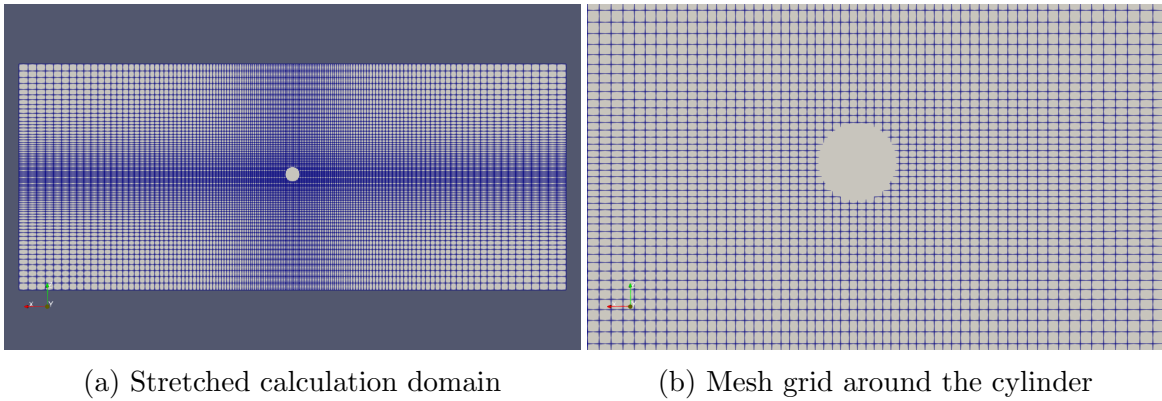 X
Y
(a) Stretched calculation domain
(b) Mesh grid around the cylinder